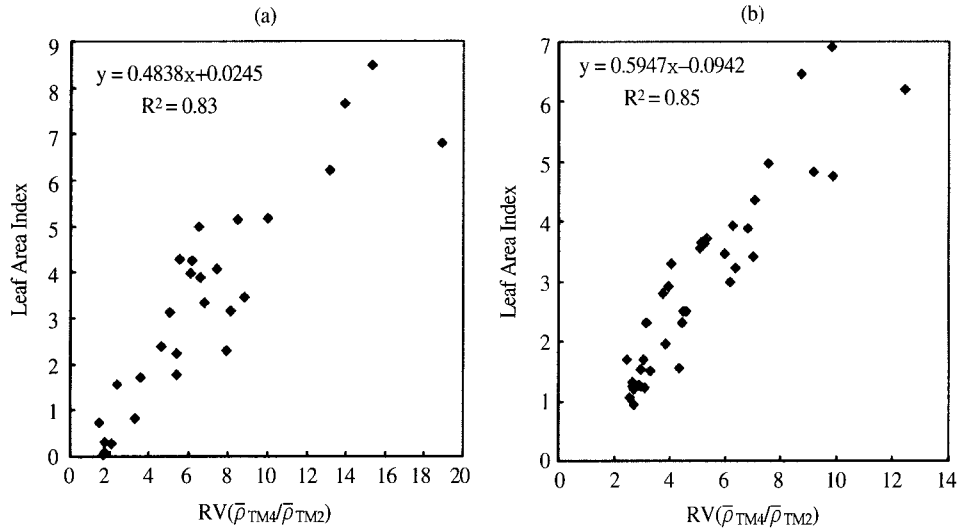 (a)
y = 0.4838x+0.0245
R² = 0.83
Leaf Area Index
9
8
7
6
5
4
3
2
1
0
0 2 4 6 8 10 12 14 16 18 20
RV(ρ̅TM4/ρ̅TM2)
(b)
y = 0.5947x–0.0942
R² = 0.85
Leaf Area Index
7
6
5
4
3
2
1
0
0 2 4 6 8 10 12 14
RV(ρ̅TM4/ρ̅TM2)